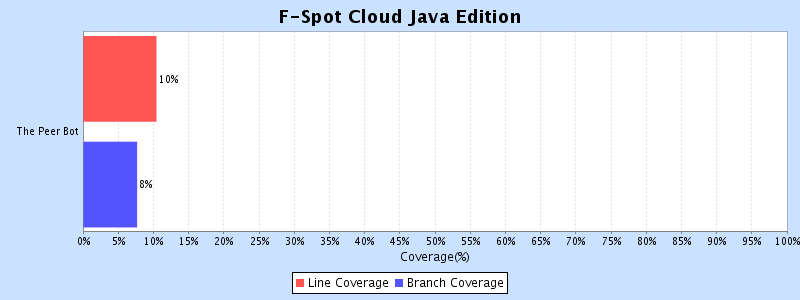 F-Spot Cloud Java Edition
10%
The Peer Bot
8%
0% 5% 10% 15% 20% 25% 30% 35% 40% 45% 50% 55% 60% 65% 70% 75% 80% 85% 90% 95% 100%
Coverage(%)
Line Coverage Branch Coverage